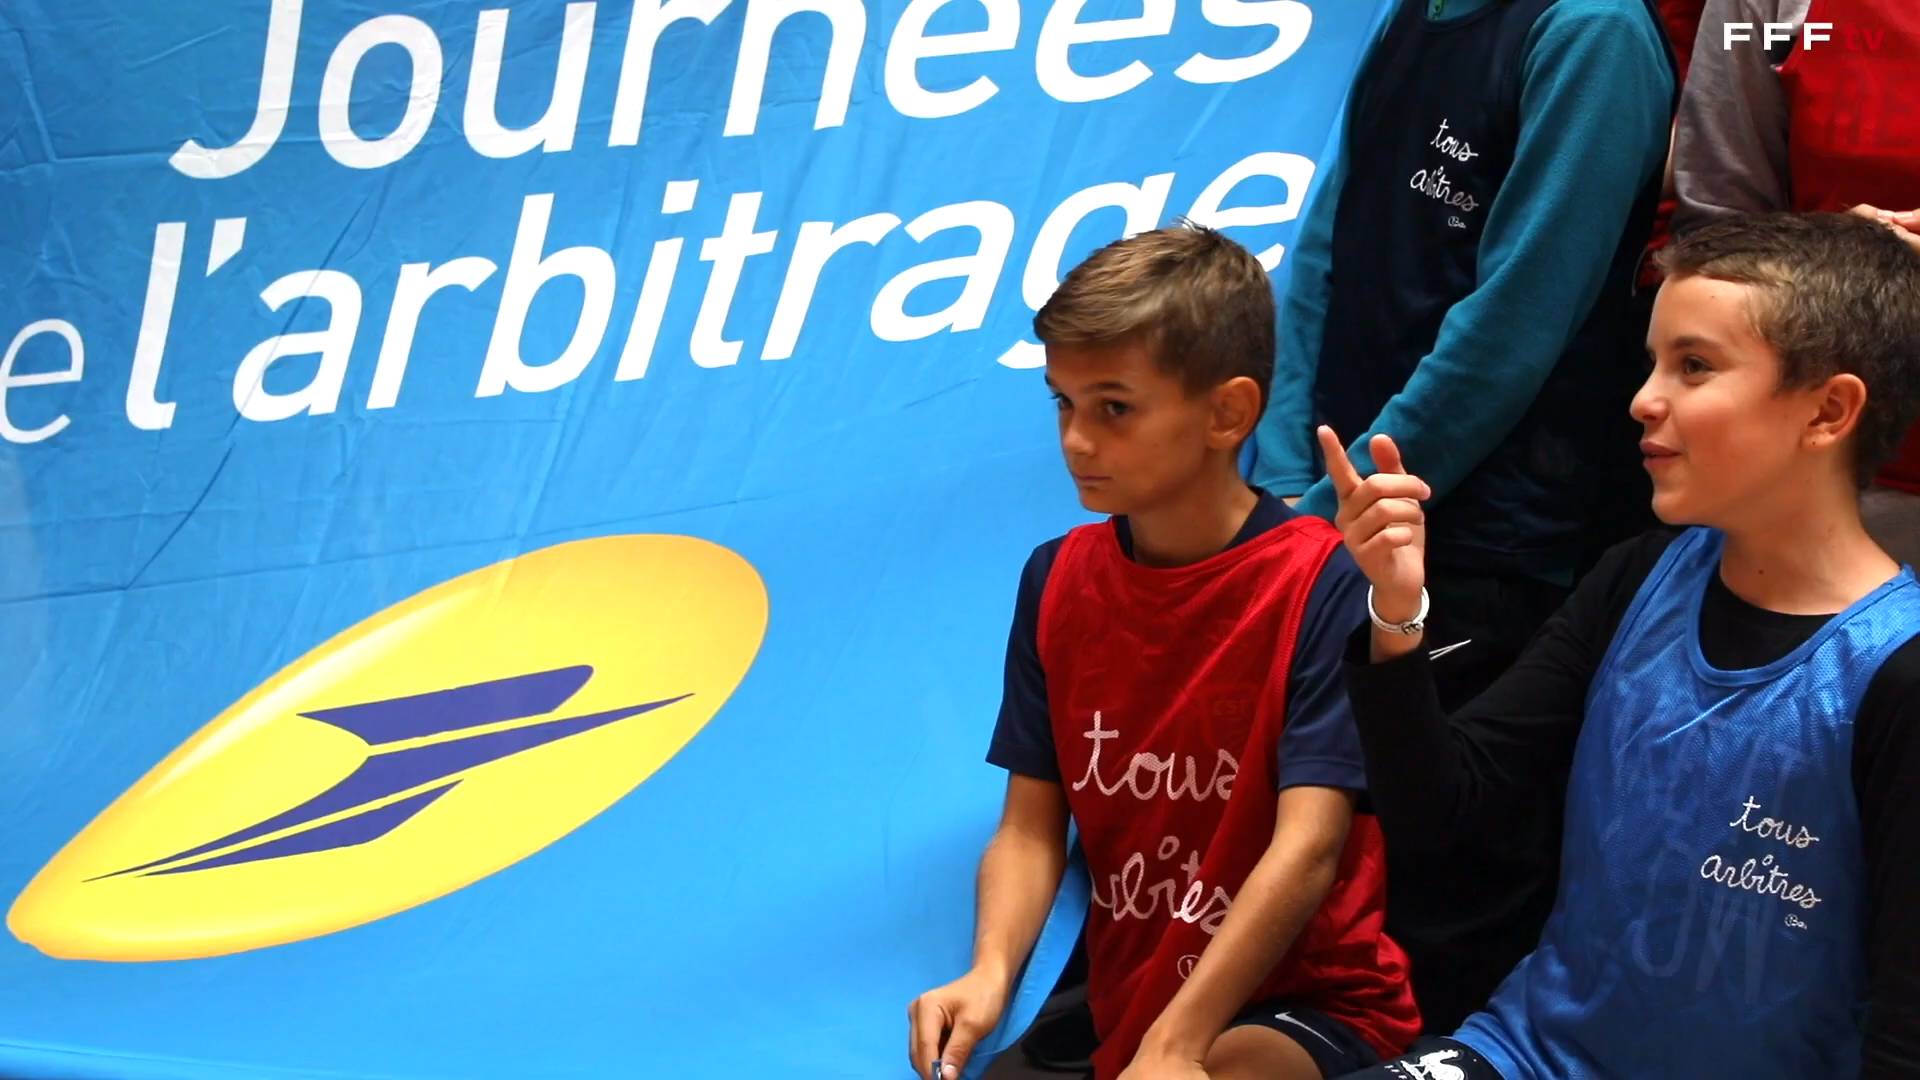 FFF tv
Journées
e l'arbitrage
tous
arbitres
tous
arbitres
tous
arbitres